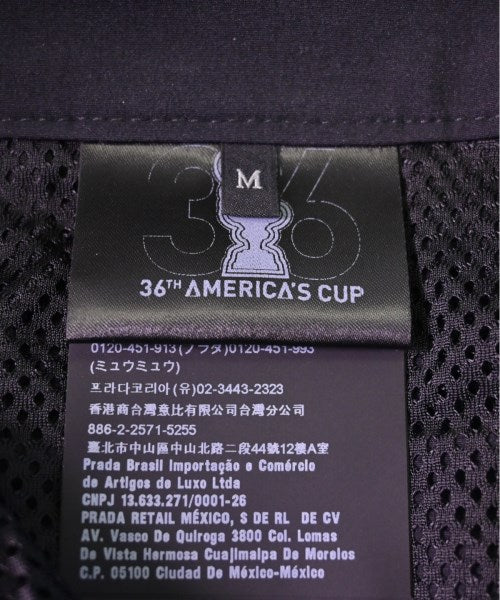 M
36
36TH AMERICA'S CUP
0120-451-913(プラダ)0120-451-993
(ミュウミュウ)
프라다코리아(유)02-3443-2323
香港商台灣意比有限公司台灣分公司
886-2-2571-5255
臺北市中山區中山北路二段44號12樓A室
Prada Brasil Importação e Comércio
de Artigos de Luxo Ltda
CNPJ 13.633.271/0001-26
PRADA RETAIL MÉXICO, S DE RL DE CV
AV. Vasco De Quiroga 3800 Col. Lomas
De Vista Hermosa Cuajimalpa De Morelos
C.P. 05100 Ciudad De México-México